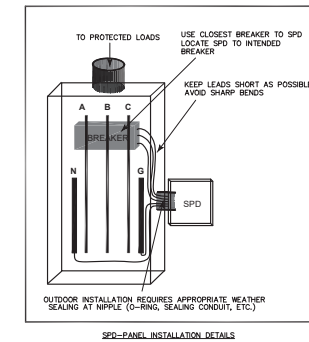 TO PROTECTED LOADS
USE CLOSEST BREAKER TO SPD
LOCATE SPD TO INTENDED
BREAKER
KEEP LEADS SHORT AS POSSIBLE
AVOID SHARP BENDS
A B C
BREAKER
N G
SPD
OUTDOOR INSTALLATION REQUIRES APPROPRIATE WEATHER
SEALING AT NIPPLE (O-RING, SEALING CONDUIT, ETC.)
SPD-PANEL INSTALLATION DETAILS